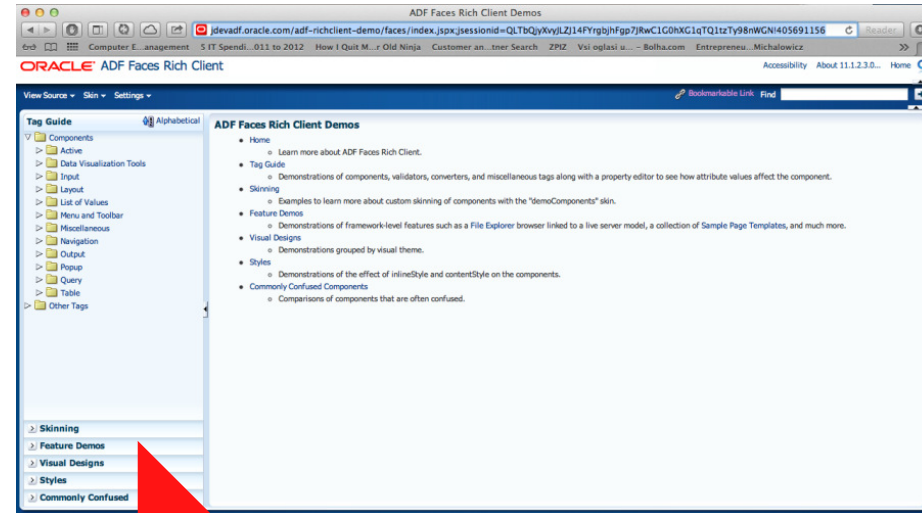 ADF Faces Rich Client Demos
jdevadf.oracle.com/adf-richclient-demo/faces/index.jspx;jsessionid=QLTbQjyXvyJLZJ14FYrgbjhFgp7JRwC1G0hXG1qTQ1tzTy98nWGN!405691156 Reader
Computer E...anagement 5 IT Spendi...011 to 2012 How I Quit M...r Old Ninja Customer an...tner Search ZPIZ Vsi oglasi u... – Bolha.com Entrepreneu...Michalowicz
ORACLE ADF Faces Rich Client Accessibility About 11.1.2.3.0... Home
View Source Skin Settings Bookmarkable Link Find
Tag Guide Alphabetical
Components
Active
Data Visualization Tools
Input
Layout
List of Values
Menu and Toolbar
Miscellaneous
Navigation
Output
Popup
Query
Table
Other Tags
Skinning
Feature Demos
Visual Designs
Styles
Commonly Confused
ADF Faces Rich Client Demos
Home
Learn more about ADF Faces Rich Client.
Tag Guide
Demonstrations of components, validators, converters, and miscellaneous tags along with a property editor to see how attribute values affect the component.
Skinning
Examples to learn more about custom skinning of components with the "demoComponents" skin.
Feature Demos
Demonstrations of framework-level features such as a File Explorer browser linked to a live server model, a collection of Sample Page Templates, and much more.
Visual Designs
Demonstrations grouped by visual theme.
Styles
Demonstrations of the effect of inlineStyle and contentStyle on the components.
Commonly Confused Components
Comparisons of components that are often confused.